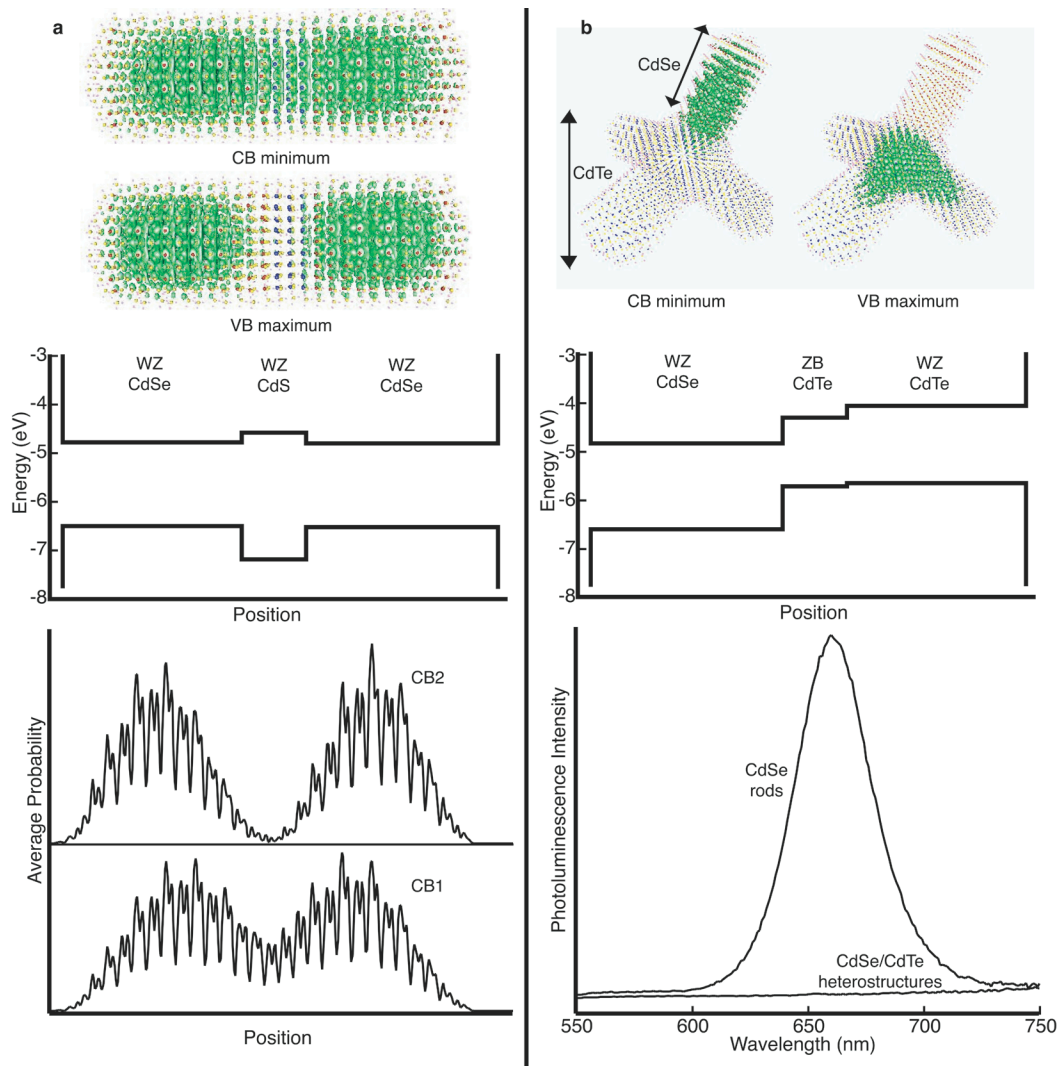 a
CB minimum
VB maximum
-3
-4
-5
-6
-7
-8
Energy (eV)
WZ
CdSe
WZ
CdS
WZ
CdSe
Position
Average Probability
CB2
CB1
Position
b
CdSe
CdTe
CB minimum
VB maximum
-3
-4
-5
-6
-7
-8
Energy (eV)
WZ
CdSe
ZB
CdTe
WZ
CdTe
Position
Photoluminescence Intensity
CdSe
rods
CdSe/CdTe
heterostructures
550
600
650
700
750
Wavelength (nm)